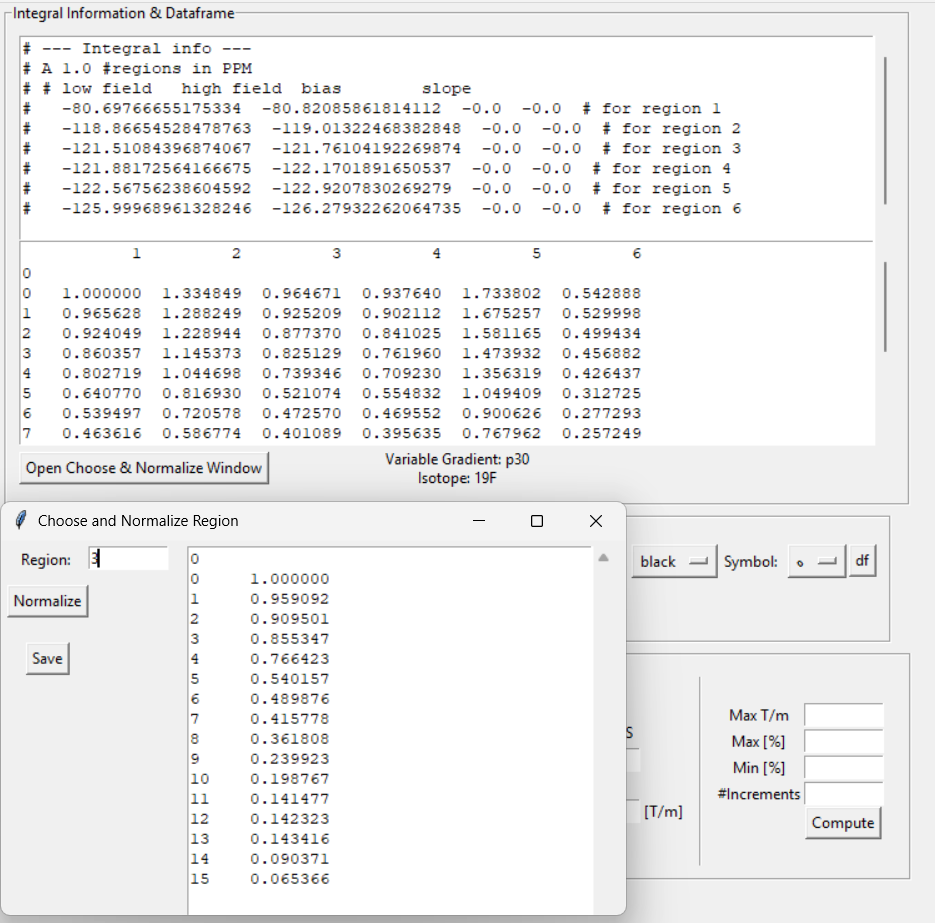 Integral Information & Dataframe
# --- Integral info ---
# A 1.0 #regions in PPM
# # low field   high field  bias        slope
#   -80.69766655175334  -80.82085861814112  -0.0  -0.0  # for region 1
#   -118.86654528478763  -119.01322468382848  -0.0  -0.0  # for region 2
#   -121.51084396874067  -121.76104192269874  -0.0  -0.0  # for region 3
#   -121.88172564166675  -122.1701891650537  -0.0  -0.0  # for region 4
#   -122.56756238604592  -122.9207830269279  -0.0  -0.0  # for region 5
#   -125.99968961328246  -126.27932262064735  -0.0  -0.0  # for region 6
1         2         3         4         5         6
0
0   1.000000  1.334849  0.964671  0.937640  1.733802  0.542888
1   0.965628  1.288249  0.925209  0.902112  1.675257  0.529998
2   0.924049  1.228944  0.877370  0.841025  1.581165  0.499434
3   0.860357  1.145373  0.825129  0.761960  1.473932  0.456882
4   0.802719  1.044698  0.739346  0.709230  1.356319  0.426437
5   0.640770  0.816930  0.521074  0.554832  1.049409  0.312725
6   0.539497  0.720578  0.472570  0.469552  0.900626  0.277293
7   0.463616  0.586774  0.401089  0.395635  0.767962  0.257249
Open Choose & Normalize Window
Variable Gradient: p30
Isotope: 19F
Choose and Normalize Region
Region: 3
Normalize
Save
0
0     1.000000
1     0.959092
2     0.909501
3     0.855347
4     0.766423
5     0.540157
6     0.489876
7     0.415778
8     0.361808
9     0.239923
10    0.198767
11    0.141477
12    0.142323
13    0.143416
14    0.090371
15    0.065366
black Symbol: o df
S
[T/m]
Max T/m
Max [%]
Min [%]
#Increments
Compute